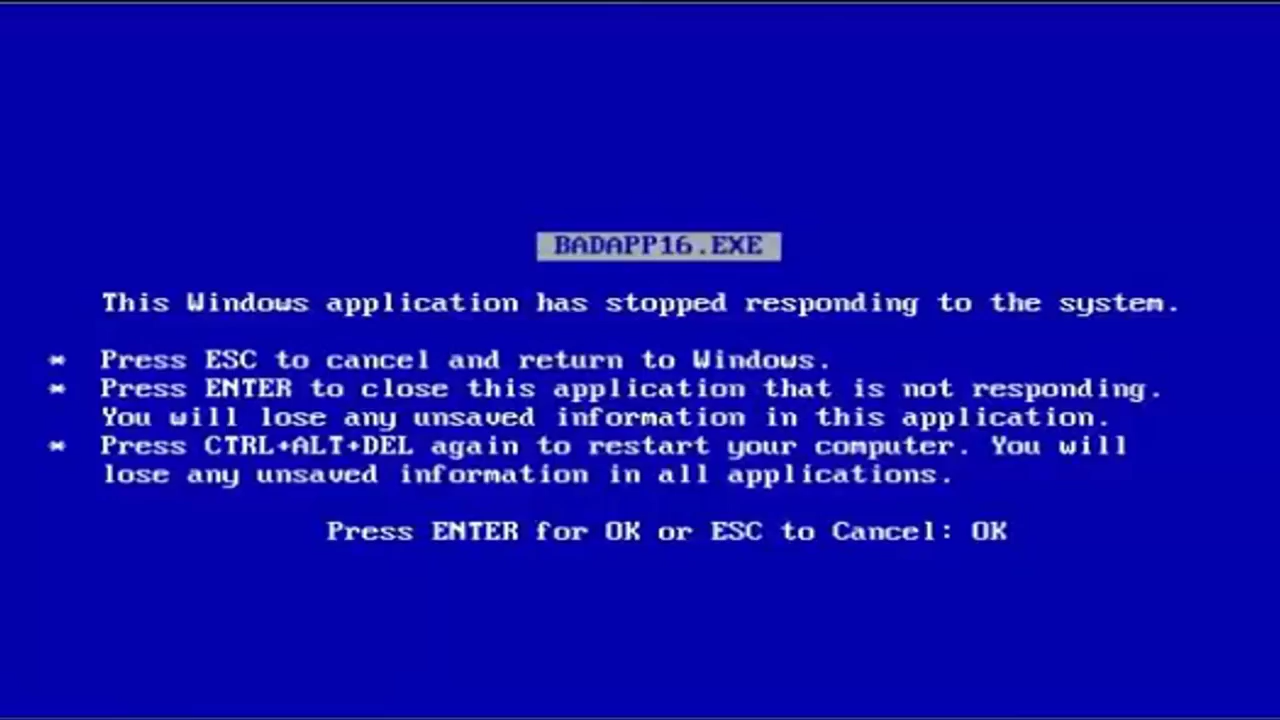 BADAPP16.EXE
This Windows application has stopped responding to the system.
* Press ESC to cancel and return to Windows.
* Press ENTER to close this application that is not responding.
You will lose any unsaved information in this application.
* Press CTRL+ALT+DEL again to restart your computer. You will
lose any unsaved information in all applications.
Press ENTER for OK or ESC to Cancel: OK